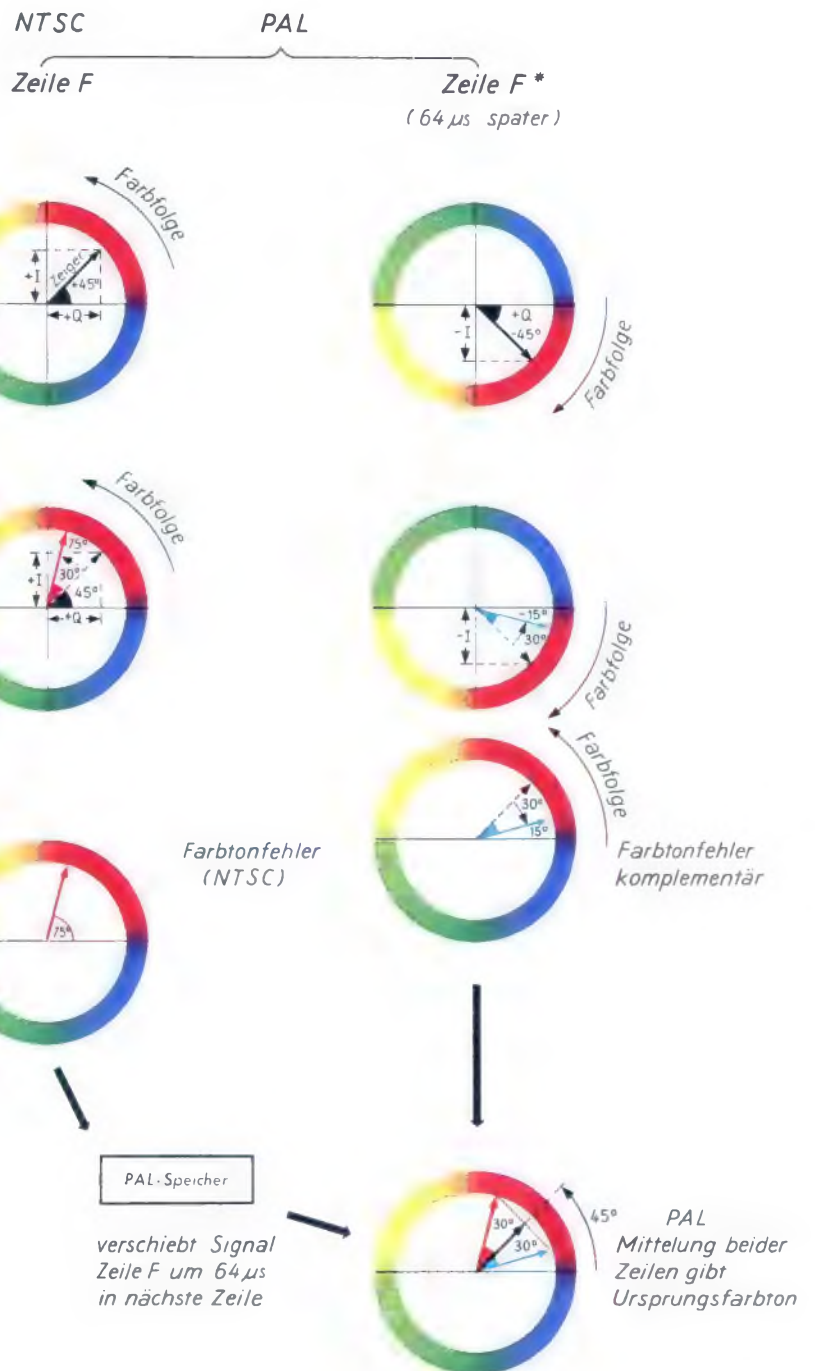 NTSC
PAL
Zeile F
Zeile F*
(64 µs spater)
Farbfolge
+I
Zeiger
+45°
+Q
+Q
-I
-45°
Farbfolge
Farbfolge
75°
+I
30°
45°
+Q
-15°
-I
30°
Farbfolge
Farbfolge
30°
15°
Farbtonfehler
(NTSC)
Farbtonfehler
komplementär
75°
PAL-Speicher
verschiebt Signal
Zeile F um 64 µs
in nächste Zeile
30°
30°
45°
PAL
Mittelung beider
Zeilen gibt
Ursprungsfarbton